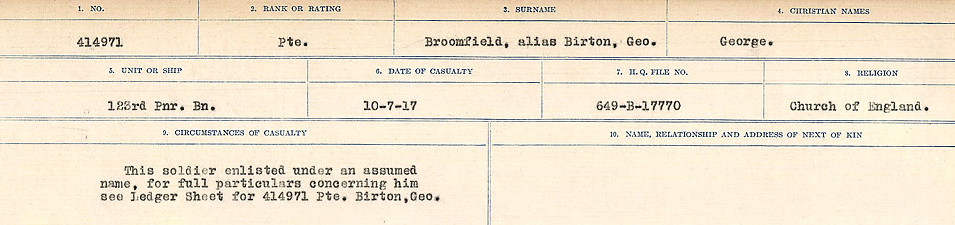 1. NO. 2. RANK OR RATING 3. SURNAME 4. CHRISTIAN NAMES
414971 Pte. Broomfield, alias Birton, Geo. George.
5. UNIT OR SHIP 6. DATE OF CASUALTY 7. H. Q. FILE NO. 8. RELIGION
123rd Pnr. Bn. 10-7-17 649-B-17770 Church of England.
9. CIRCUMSTANCES OF CASUALTY 10. NAME, RELATIONSHIP AND ADDRESS OF NEXT OF KIN
This soldier enlisted under an assumed
name, for full particulars concerning him
see Ledger Sheet for 414971 Pte. Birton,Geo.